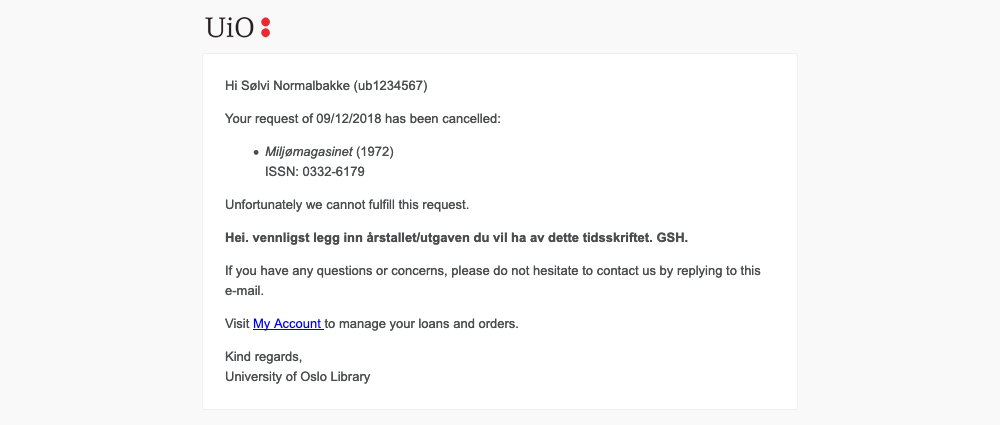 UiO
Hi Sølvi Normalbakke (ub1234567)
Your request of 09/12/2018 has been cancelled:
• Miljømagasinet (1972)
ISSN: 0332-6179
Unfortunately we cannot fulfill this request.
Hei. vennligst legg inn årstallet/utgaven du vil ha av dette tidsskriftet. GSH.
If you have any questions or concerns, please do not hesitate to contact us by replying to this
e-mail.
Visit My Account to manage your loans and orders.
Kind regards,
University of Oslo Library